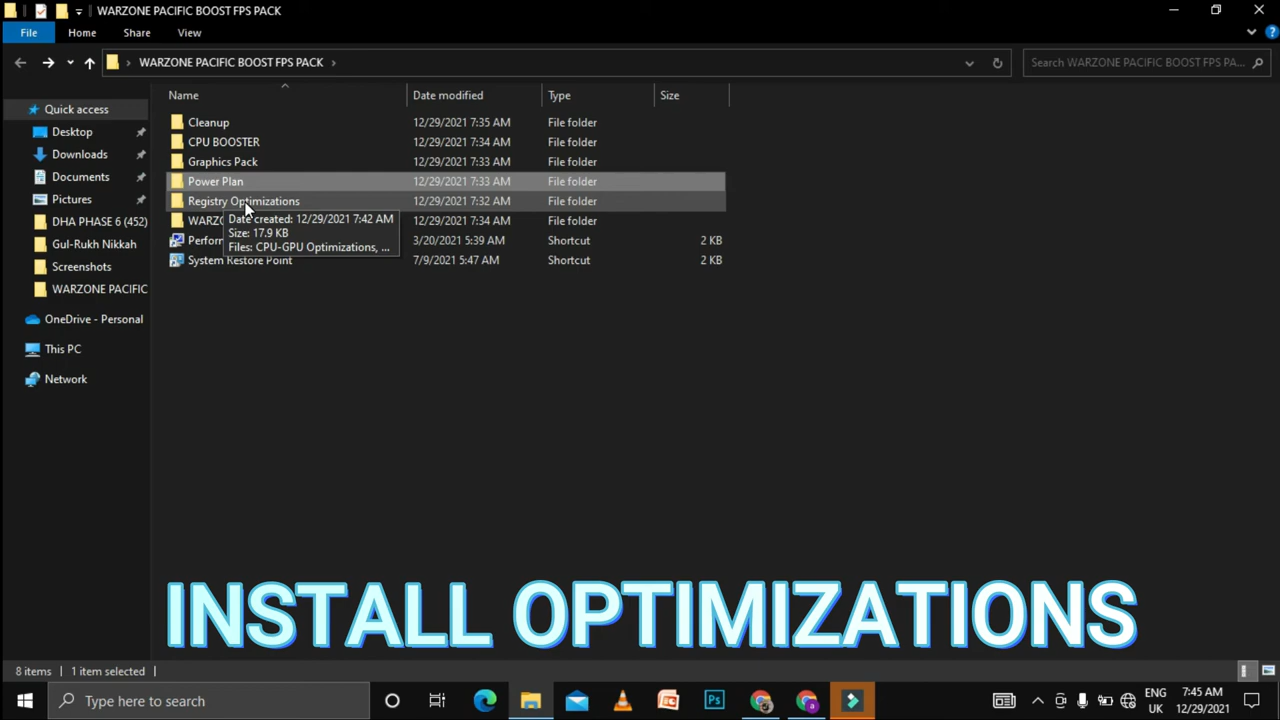 WARZONE PACIFIC BOOST FPS PACK
File Home Share View
WARZONE PACIFIC BOOST FPS PACK
Search WARZONE PACIFIC BOOST FPS PA...
Name Date modified Type Size
Quick access
Desktop
Downloads
Documents
Pictures
DHA PHASE 6 (452)
Gul-Rukh Nikkah
Screenshots
WARZONE PACIFIC
OneDrive - Personal
This PC
Network
Cleanup 12/29/2021 7:35 AM File folder
CPU BOOSTER 12/29/2021 7:34 AM File folder
Graphics Pack 12/29/2021 7:33 AM File folder
Power Plan 12/29/2021 7:33 AM File folder
Registry Optimizations 12/29/2021 7:32 AM File folder
WARZO 12/29/2021 7:34 AM File folder
Perform 3/20/2021 5:39 AM Shortcut 2 KB
System Restore Point 7/9/2021 5:47 AM Shortcut 2 KB
Date created: 12/29/2021 7:42 AM
Size: 17.9 KB
Files: CPU-GPU Optimizations, ...
INSTALL OPTIMIZATIONS
8 items 1 item selected
Type here to search
ENG
UK
7:45 AM
12/29/2021